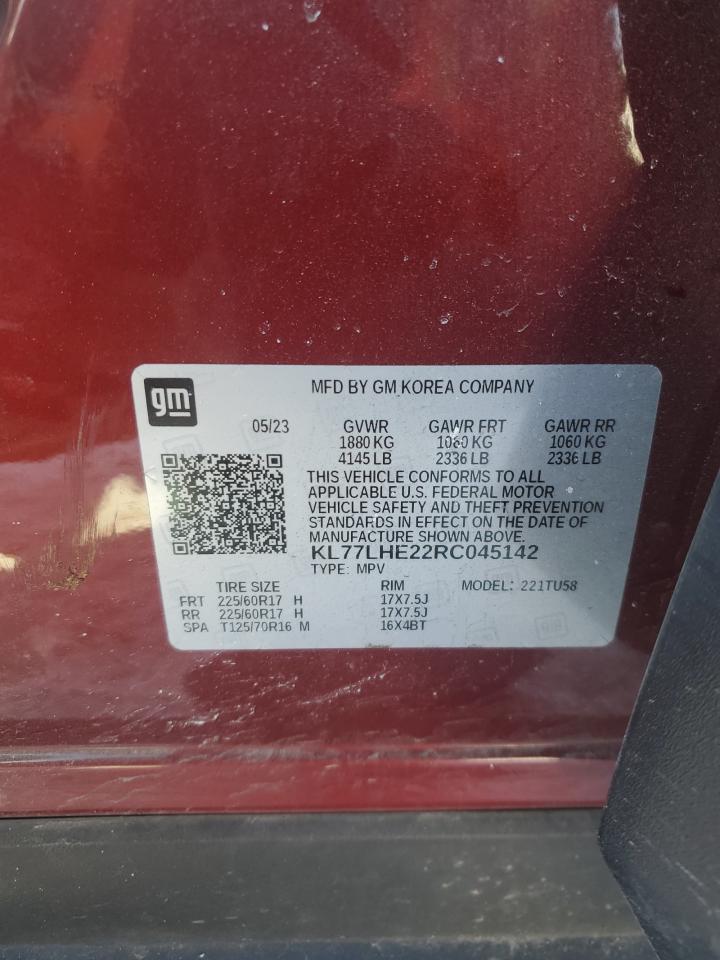 gm
MFD BY GM KOREA COMPANY
05/23 GVWR GAWR FRT GAWR RR
1880 KG 1060 KG 1060 KG
4145 LB 2336 LB 2336 LB
THIS VEHICLE CONFORMS TO ALL
APPLICABLE U.S. FEDERAL MOTOR
VEHICLE SAFETY AND THEFT PREVENTION
STANDARDS IN EFFECT ON THE DATE OF
MANUFACTURE SHOWN ABOVE.
KL77LHE22RC045142
TYPE: MPV
TIRE SIZE RIM MODEL: 221TU58
FRT 225/60R17 H 17X7.5J
RR 225/60R17 H 17X7.5J
SPA T125/70R16 M 16X4BT